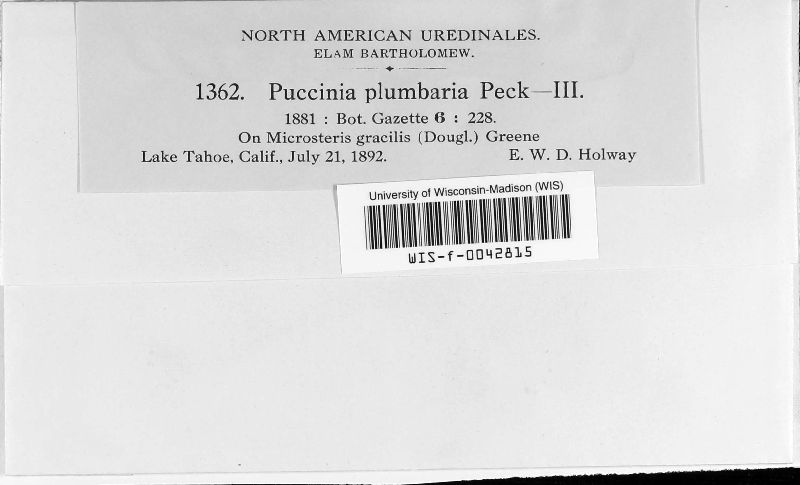 NORTH AMERICAN UREDINALES.
ELAM BARTHOLOMEW.
1362. Puccinia plumbaria Peck—III.
1881 : Bot. Gazette 6 : 228.
On Microsteris gracilis (Dougl.) Greene
Lake Tahoe, Calif., July 21, 1892. E. W. D. Holway
University of Wisconsin-Madison (WIS)
WIS-f-0042815